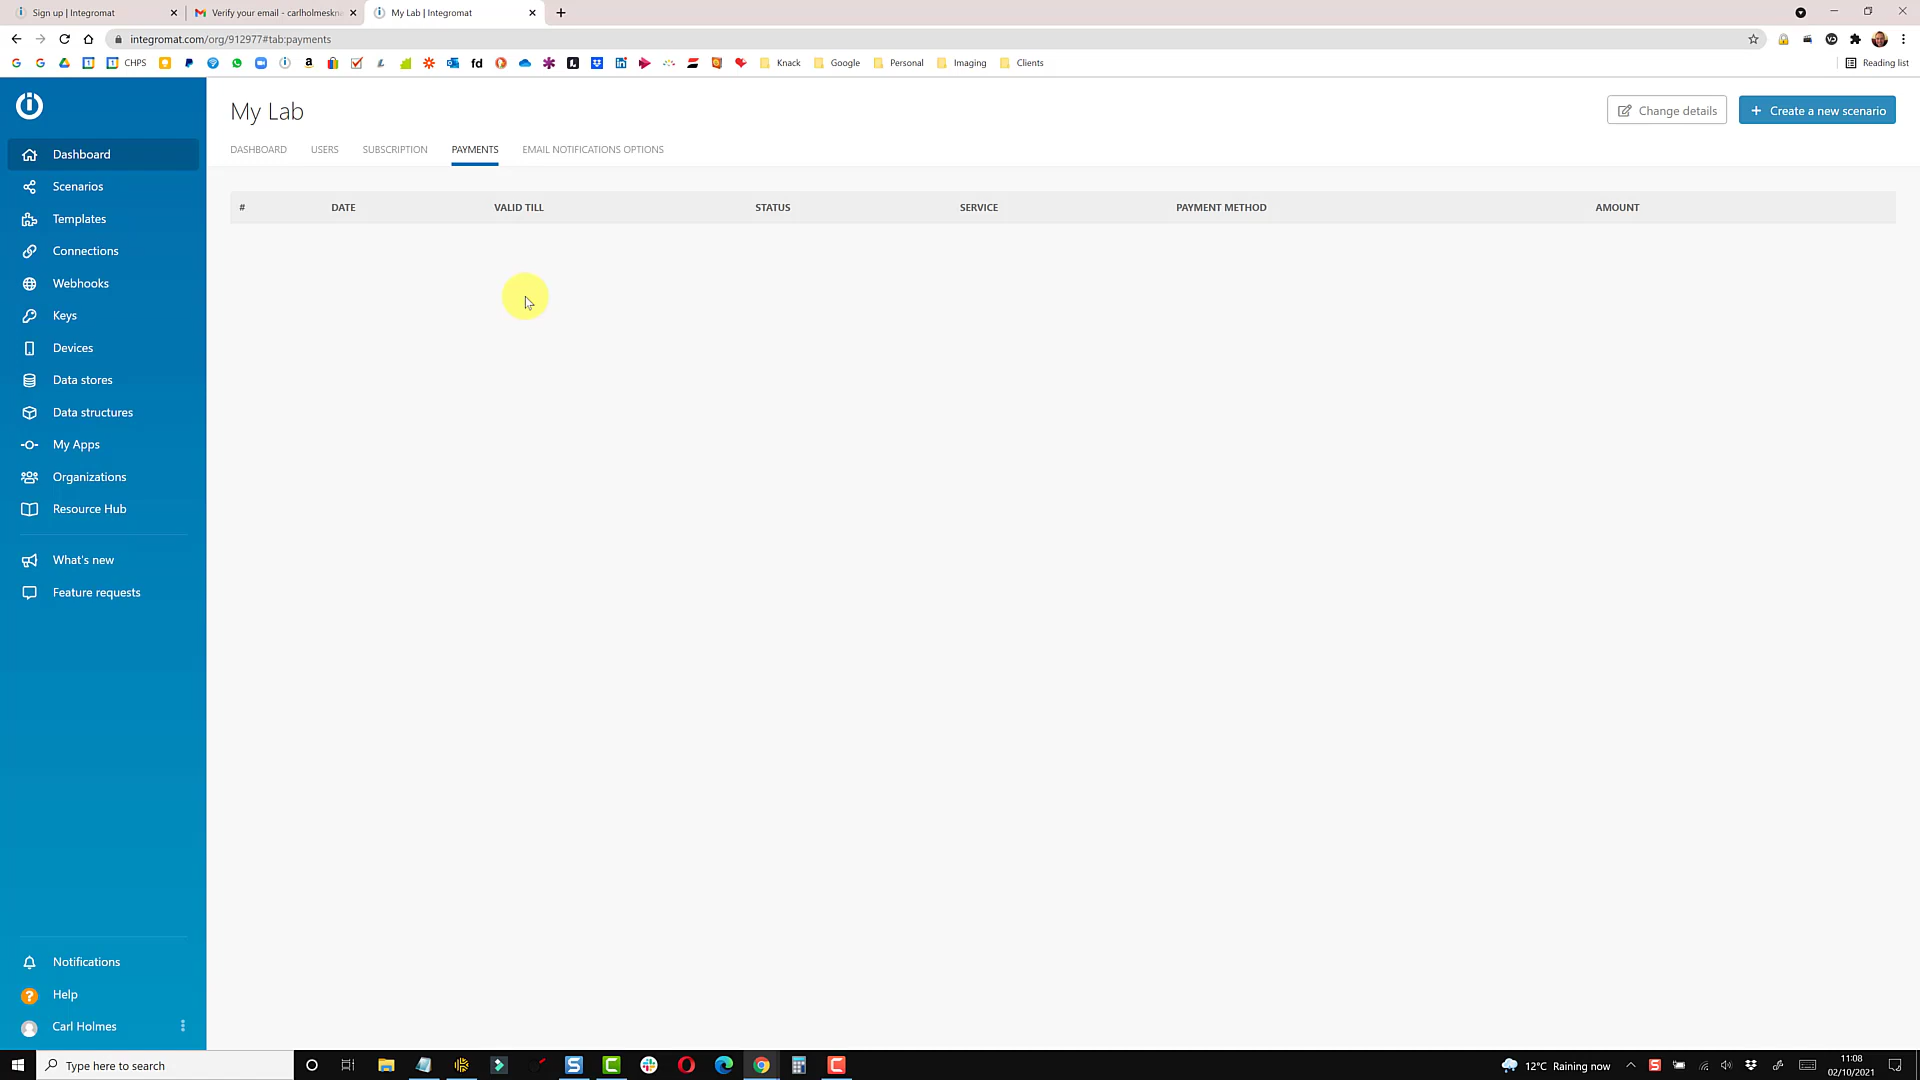 Sign up | Integromat
Verify your email - carlholmeskna
My Lab | Integromat
integromat.com/org/912977#tab:payments
CHPS
Knack
Google
Personal
Imaging
Clients
Reading list
My Lab
Change details
+ Create a new scenario
DASHBOARD
USERS
SUBSCRIPTION
PAYMENTS
EMAIL NOTIFICATIONS OPTIONS
# DATE VALID TILL STATUS SERVICE PAYMENT METHOD AMOUNT
Dashboard
Scenarios
Templates
Connections
Webhooks
Keys
Devices
Data stores
Data structures
My Apps
Organizations
Resource Hub
What's new
Feature requests
Notifications
Help
Carl Holmes
Type here to search
12°C Raining now
11:08
02/10/2021